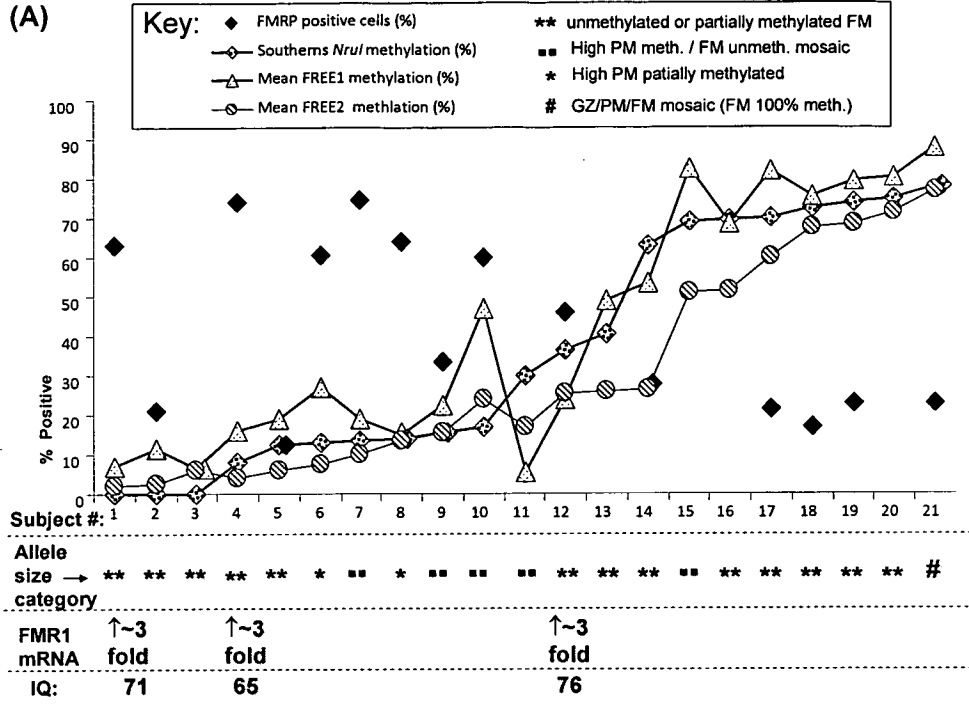 (A)
Key:
FMRP positive cells (%)
Southerns NruI methylation (%)
Mean FREE1 methylation (%)
Mean FREE2 methlation (%)
** unmethylated or partially methylated FM
▪▪ High PM meth. / FM unmeth. mosaic
* High PM patially methylated
# GZ/PM/FM mosaic (FM 100% meth.)
% Positive
100
90
80
70
60
50
40
30
20
10
0
Subject #: 1 2 3 4 5 6 7 8 9 10 11 12 13 14 15 16 17 18 19 20 21
Allele
size →
category
** ** ** ** ** * ▪▪ * ▪▪ ▪▪ ▪▪ ** ** ** ▪▪ ** ** ** ** ** #
FMR1 ↑~3 ↑~3 ↑~3
mRNA fold fold fold
IQ: 71 65 76